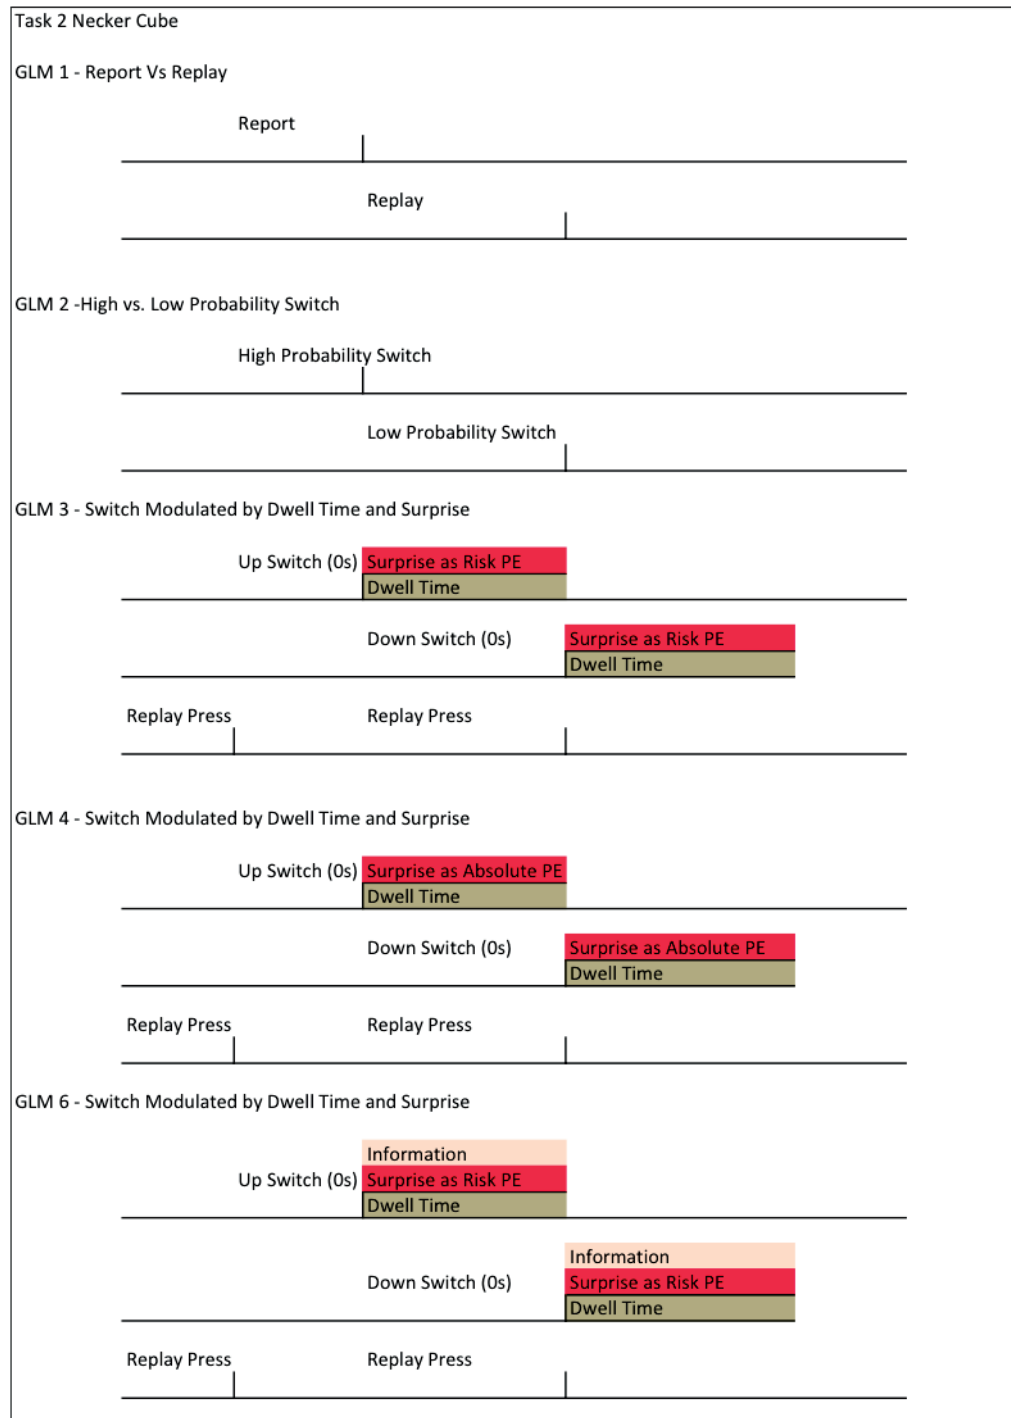 Task 2 Necker Cube
GLM 1 - Report Vs Replay
Report
Replay
GLM 2 -High vs. Low Probability Switch
High Probability Switch
Low Probability Switch
GLM 3 - Switch Modulated by Dwell Time and Surprise
Up Switch (0s) Surprise as Risk PE
Dwell Time
Down Switch (0s) Surprise as Risk PE
Dwell Time
Replay Press Replay Press
GLM 4 - Switch Modulated by Dwell Time and Surprise
Up Switch (0s) Surprise as Absolute PE
Dwell Time
Down Switch (0s) Surprise as Absolute PE
Dwell Time
Replay Press Replay Press
GLM 6 - Switch Modulated by Dwell Time and Surprise
Information
Up Switch (0s) Surprise as Risk PE
Dwell Time
Information
Down Switch (0s) Surprise as Risk PE
Dwell Time
Replay Press Replay Press